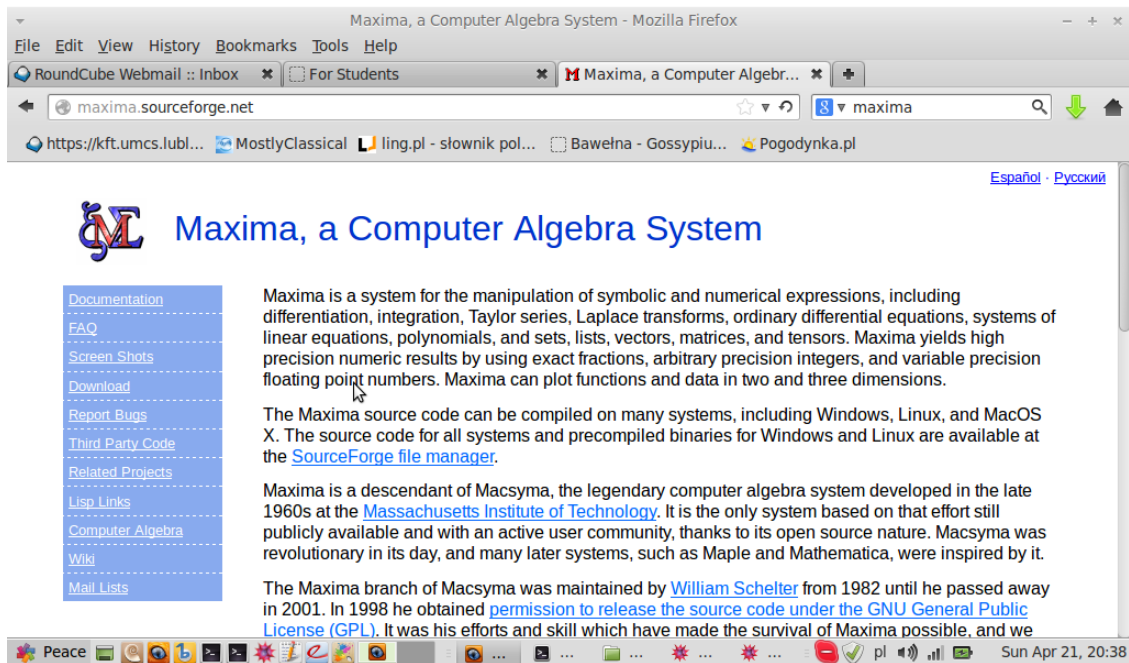 Maxima, a Computer Algebra System - Mozilla Firefox
File Edit View History Bookmarks Tools Help
RoundCube Webmail :: Inbox For Students Maxima, a Computer Algebr...
maxima.sourceforge.net 8 maxima
https://kft.umcs.lubl... MostlyClassical ling.pl - słownik pol... Bawełna - Gossypiu... Pogodynka.pl
Español · Русский
Maxima, a Computer Algebra System
Documentation
FAQ
Screen Shots
Download
Report Bugs
Third Party Code
Related Projects
Lisp Links
Computer Algebra
Wiki
Mail Lists
Maxima is a system for the manipulation of symbolic and numerical expressions, including
differentiation, integration, Taylor series, Laplace transforms, ordinary differential equations, systems of
linear equations, polynomials, and sets, lists, vectors, matrices, and tensors. Maxima yields high
precision numeric results by using exact fractions, arbitrary precision integers, and variable precision
floating point numbers. Maxima can plot functions and data in two and three dimensions.
The Maxima source code can be compiled on many systems, including Windows, Linux, and MacOS
X. The source code for all systems and precompiled binaries for Windows and Linux are available at
the SourceForge file manager.
Maxima is a descendant of Macsyma, the legendary computer algebra system developed in the late
1960s at the Massachusetts Institute of Technology. It is the only system based on that effort still
publicly available and with an active user community, thanks to its open source nature. Macsyma was
revolutionary in its day, and many later systems, such as Maple and Mathematica, were inspired by it.
The Maxima branch of Macsyma was maintained by William Schelter from 1982 until he passed away
in 2001. In 1998 he obtained permission to release the source code under the GNU General Public
License (GPL). It was his efforts and skill which have made the survival of Maxima possible, and we
Peace ... ... ... ... ... pl Sun Apr 21, 20:38